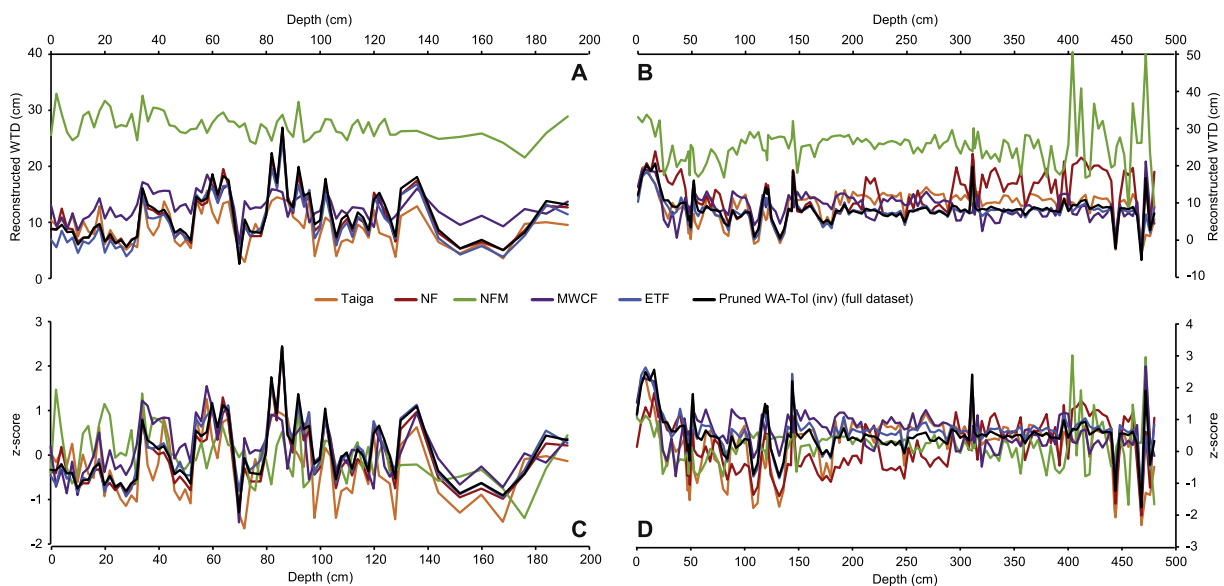 Depth (cm)
0 20 40 60 80 100 120 140 160 180 200
40
30
20
10
0
Reconstructed WTD (cm)
A
Depth (cm)
0 50 100 150 200 250 300 350 400 450 500
B
50
40
30
20
10
0
-10
Reconstructed WTD (cm)
Taiga NF NFM MWCF ETF Pruned WA-Tol (inv) (full dataset)
3
2
1
0
-1
-2
z-score
C
0 20 40 60 80 100 120 140 160 180 200
Depth (cm)
4
3
2
1
0
-1
-2
-3
z-score
D
0 50 100 150 200 250 300 350 400 450 500
Depth (cm)